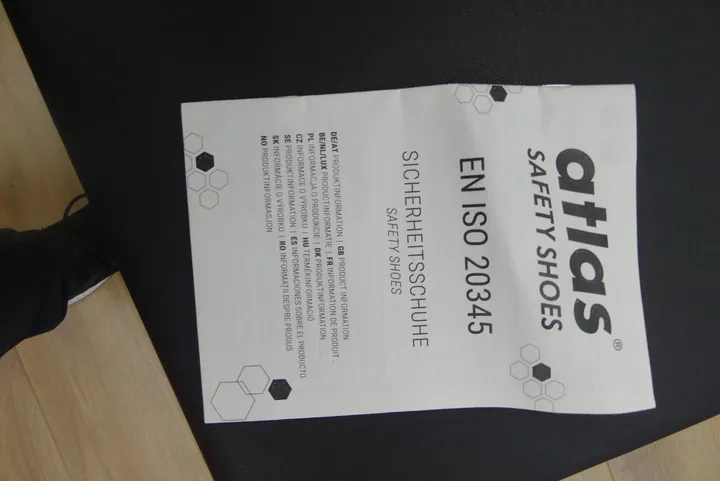 atlas®
SAFETY SHOES
EN ISO 20345
SICHERHEITSSCHUHE
SAFETY SHOES
DE/AT PRODUKTINFORMATION | GB PRODUCT INFORMATION
BE/NL/LUX PRODUCTINFORMATIE | FR INFORMATION DE PRODUIT
PL INFORMACJA O PRODUKCIE | DK PRODUKTINFORMATION
CZ INFORMACE O VÝROBKU | HU TERMÉKINFORMÁCIÓ
SE PRODUKTINFORMATION | ES INFORMACIONES SOBRE EL PRODUCTO
SK INFORMÁCIE O VÝROBKU | RO INFORMAȚII DESPRE PRODUS
NO PRODUKTINFORMASJON